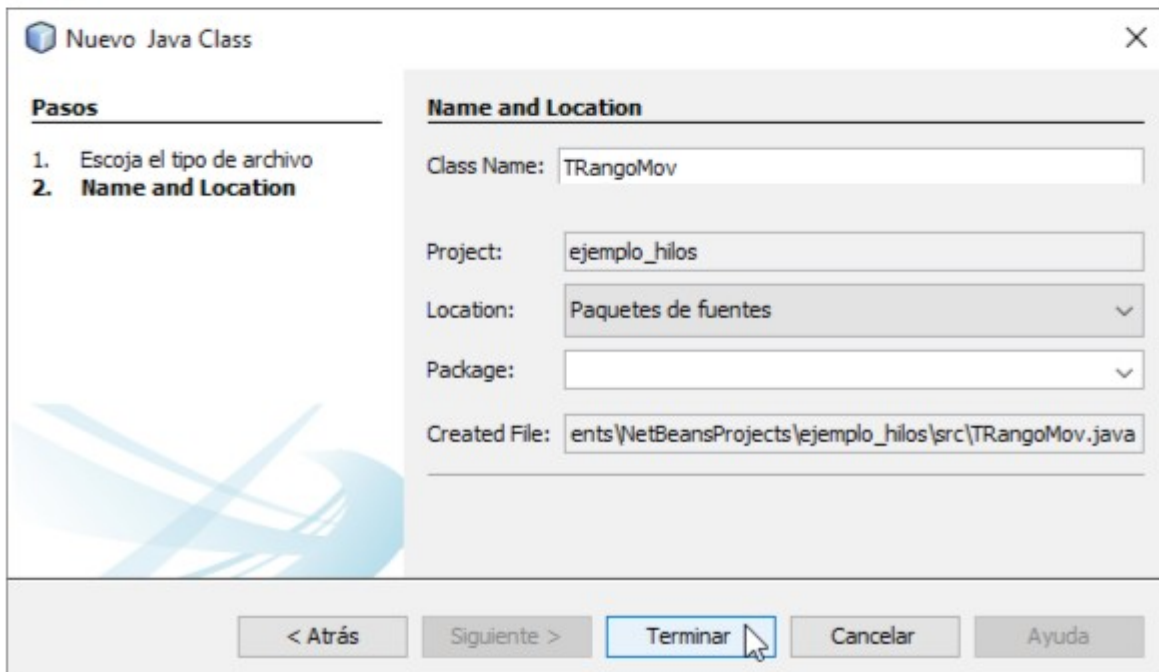 Nuevo Java Class
Pasos
1. Escoja el tipo de archivo
2. Name and Location
Name and Location
Class Name: TRangoMov
Project: ejemplo_hilos
Location: Paquetes de fuentes
Package:
Created File: ents\NetBeansProjects\ejemplo_hilos\src\TRangoMov.java
< Atrás Siguiente > Terminar Cancelar Ayuda